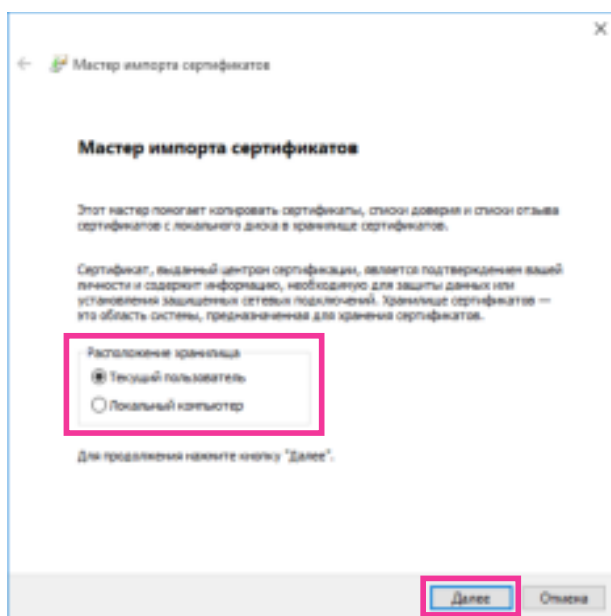 Мастер импорта сертификатов
Мастер импорта сертификатов
Этот мастер помогает копировать сертификаты, списки доверия и списки отзыва
сертификатов с локального диска в хранилище сертификатов.
Сертификат, выданный центром сертификации, является подтверждением вашей
личности и содержит информацию, необходимую для защиты данных или
установления защищенных сетевых подключений. Хранилище сертификатов —
это область системы, предназначенная для хранения сертификатов.
Расположение хранилища
Текущий пользователь
Локальный компьютер
Для продолжения нажмите кнопку "Далее".
Далее Отмена